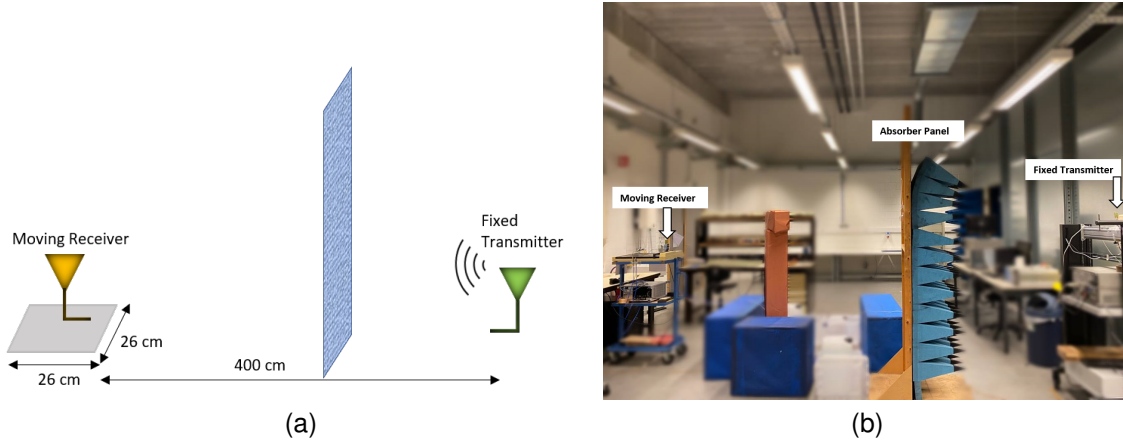 Moving Receiver
26 cm
26 cm
400 cm
Fixed
Transmitter
(a)
Absorber Panel
Moving Receiver
Fixed Transmitter
(b)